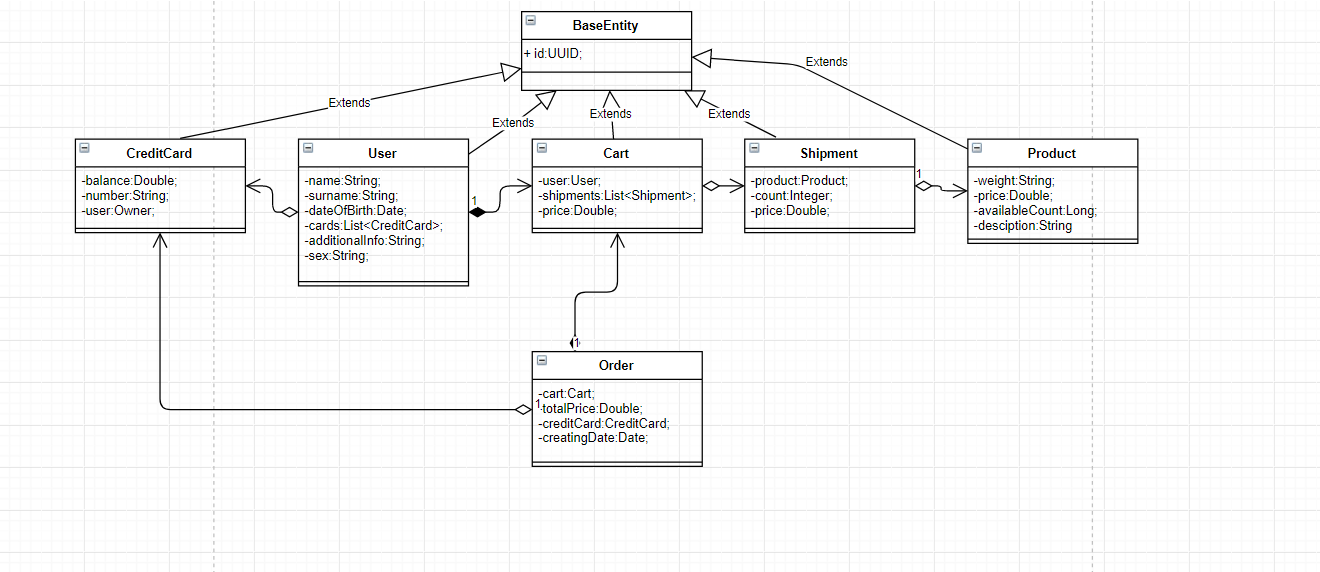 BaseEntity
+ id:UUID;
Extends
Extends
Extends
Extends
Extends
CreditCard
-balance:Double;
-number:String;
-user:Owner;
User
-name:String;
-surname:String;
-dateOfBirth:Date;
-cards:List<CreditCard>;
-additionalInfo:String;
-sex:String;
1
Cart
-user:User;
-shipments:List<Shipment>;
-price:Double;
Shipment
-product:Product;
-count:Integer;
-price:Double;
1
Product
-weight:String;
-price:Double;
-availableCount:Long;
-desciption:String
1
Order
-cart:Cart;
1
-totalPrice:Double;
-creditCard:CreditCard;
-creatingDate:Date;